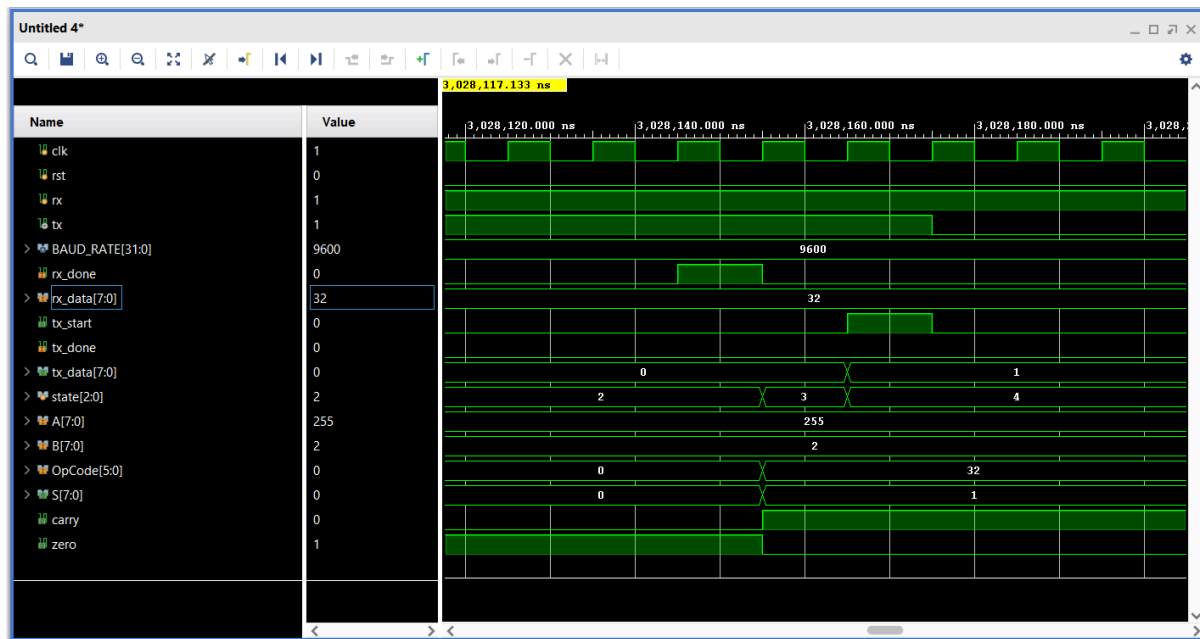 Untitled 4*
3,028,117.133 ns
Name Value
3,028,120.000 ns 3,028,140.000 ns 3,028,160.000 ns 3,028,180.000 ns 3,028,
clk 1
rst 0
rx 1
tx 1
BAUD_RATE[31:0] 9600 9600
rx_done 0
rx_data[7:0] 32 32
tx_start 0
tx_done 0
tx_data[7:0] 0 0 1
state[2:0] 2 2 3 4
A[7:0] 255 255
B[7:0] 2 2
OpCode[5:0] 0 0 32
S[7:0] 0 0 1
carry 0
zero 1